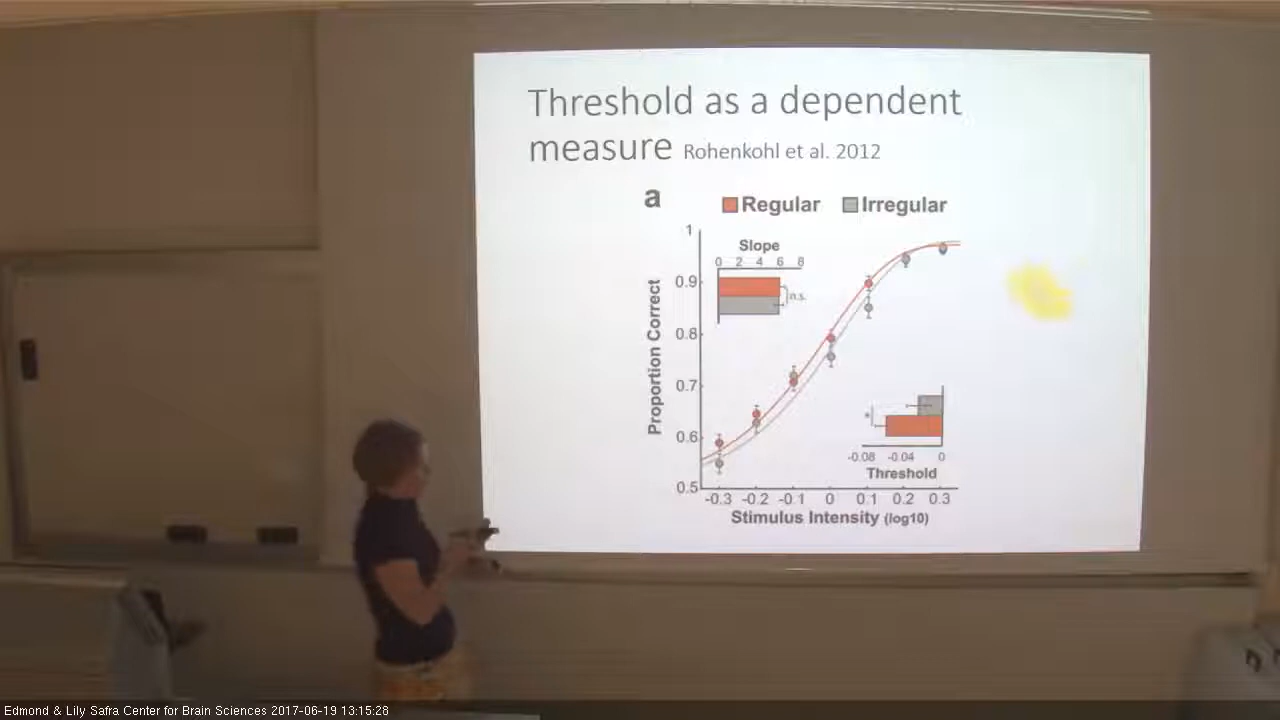 Threshold as a dependent
measure Rohenkohl et al. 2012
a
Regular Irregular
1
Slope
0 2 4 6 8
n.s.
0.9
0.8
0.7
0.6
0.5
Proportion Correct
*
-0.08 -0.04 0
Threshold
-0.3 -0.2 -0.1 0 0.1 0.2 0.3
Stimulus Intensity (log10)
Edmond & Lily Safra Center for Brain Sciences 2017-06-19 13:15:28